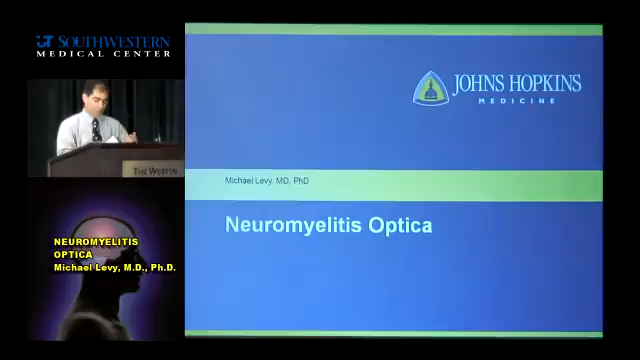 UT SOUTHWESTERN
MEDICAL CENTER
THE WESTIN
NEUROMYELITIS
OPTICA
Michael Levy, M.D., Ph.D.
JOHNS HOPKINS
MEDICINE
Michael Levy, MD, PhD
Neuromyelitis Optica